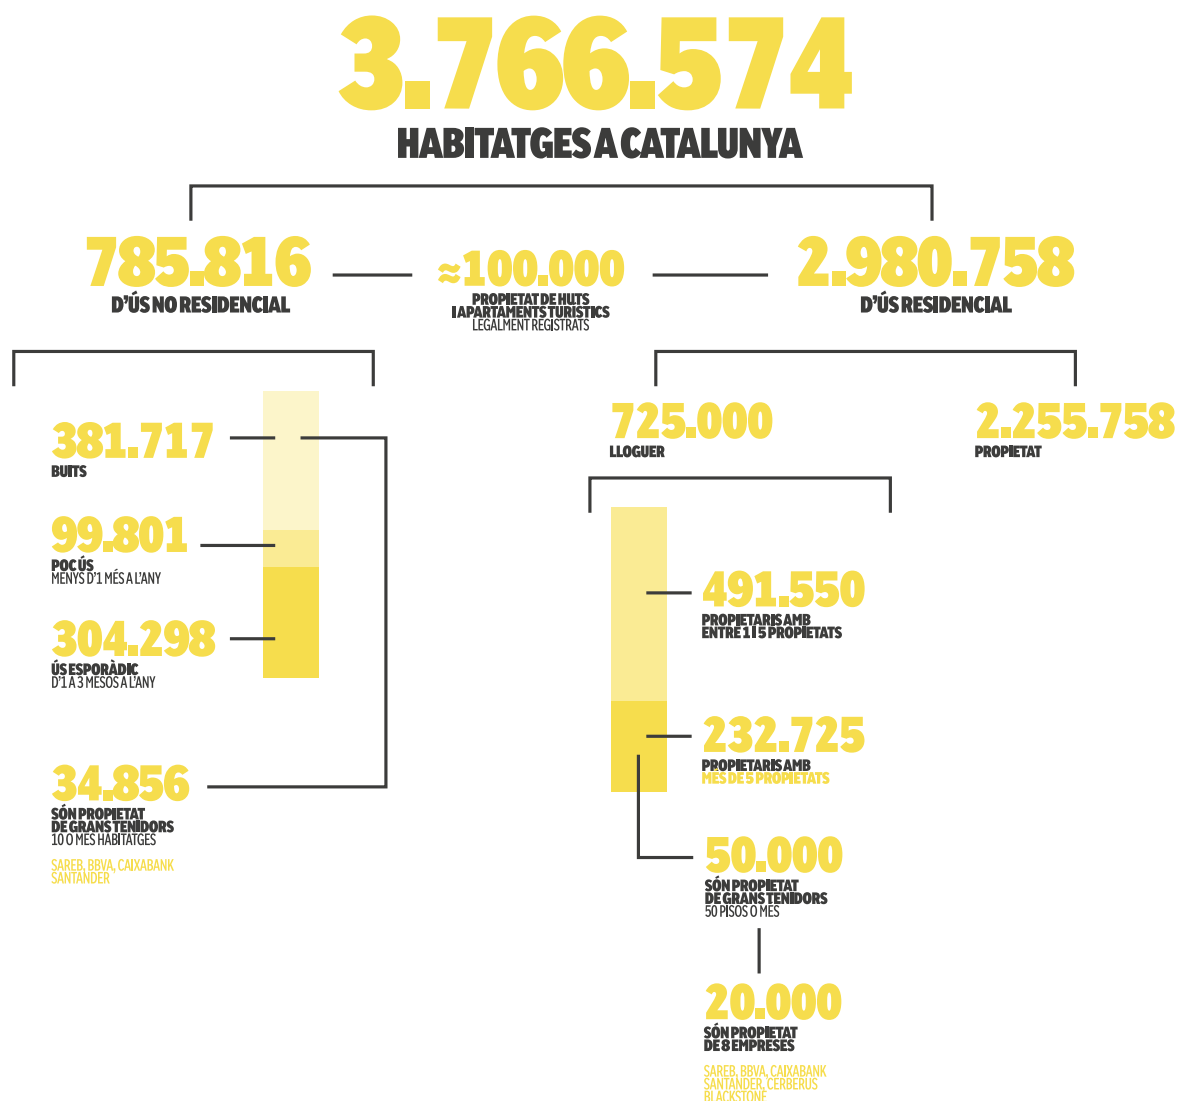 3.766.574
HABITATGES A CATALUNYA
785.816
D'ÚS NO RESIDENCIAL
≈100.000
PROPIETAT DE HUTS
I APARTAMENTS TURÍSTICS
LEGALMENT REGISTRATS
2.980.758
D'ÚS RESIDENCIAL
381.717
BUITS
99.801
POC ÚS
MENYS D'1 MÉS A L'ANY
304.298
ÚS ESPORÀDIC
D'1 A 3 MESOS A L'ANY
34.856
SÓN PROPIETAT
DE GRANS TENIDORS
10 O MÉS HABITATGES
SAREB, BBVA, CAIXABANK
SANTANDER
725.000
LLOGUER
2.255.758
PROPIETAT
491.550
PROPIETARIS AMB
ENTRE 1 I 5 PROPIETATS
232.725
PROPIETARIS AMB
MÉS DE 5 PROPIETATS
50.000
SÓN PROPIETAT
DE GRANS TENIDORS
50 PISOS O MÉS
20.000
SÓN PROPIETAT
DE 8 EMPRESES
SAREB, BBVA, CAIXABANK
SANTANDER, CERBERUS
BLACKSTONE